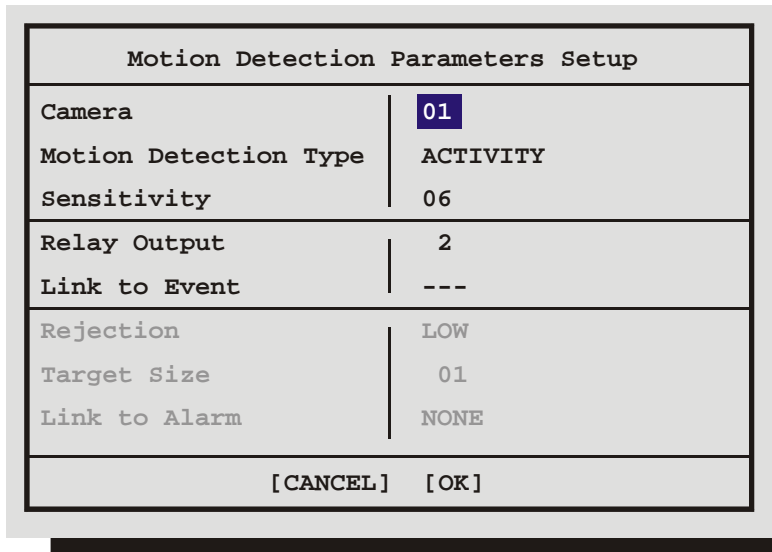 Motion Detection Parameters Setup
Camera 01
Motion Detection Type ACTIVITY
Sensitivity 06
Relay Output 2
Link to Event ---
Rejection LOW
Target Size 01
Link to Alarm NONE
[CANCEL] [OK]